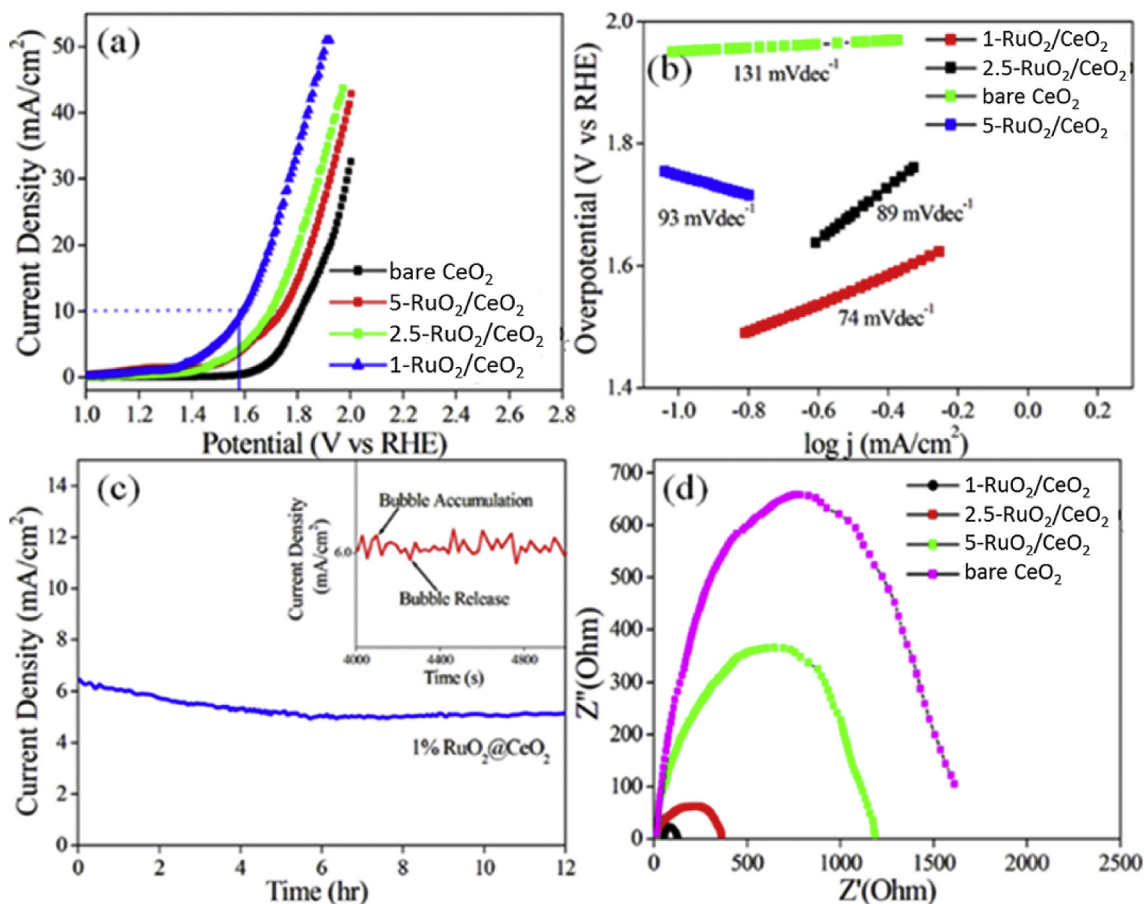 (a)
Current Density (mA/cm²)
50
40
30
20
10
0
bare CeO₂
5-RuO₂/CeO₂
2.5-RuO₂/CeO₂
1-RuO₂/CeO₂
1.0 1.2 1.4 1.6 1.8 2.0 2.2 2.4 2.6 2.8
Potential (V vs RHE)
(b)
Overpotential (V vs RHE)
2.0
1.8
1.6
1.4
1-RuO₂/CeO₂
2.5-RuO₂/CeO₂
bare CeO₂
5-RuO₂/CeO₂
131 mVdec⁻¹
93 mVdec⁻¹
89 mVdec⁻¹
74 mVdec⁻¹
-1.0 -0.8 -0.6 -0.4 -0.2 0.0 0.2
log j (mA/cm²)
(c)
Current Density (mA/cm²)
14
12
10
8
6
4
2
0
Current Density
(mA/cm²)
6.0
Bubble Accumulation
Bubble Release
4000 4400 4800
Time (s)
1% RuO₂@CeO₂
0 2 4 6 8 10 12
Time (hr)
(d)
Z"(Ohm)
700
600
500
400
300
200
100
0
1-RuO₂/CeO₂
2.5-RuO₂/CeO₂
5-RuO₂/CeO₂
bare CeO₂
0 500 1000 1500 2000 2500
Z'(Ohm)